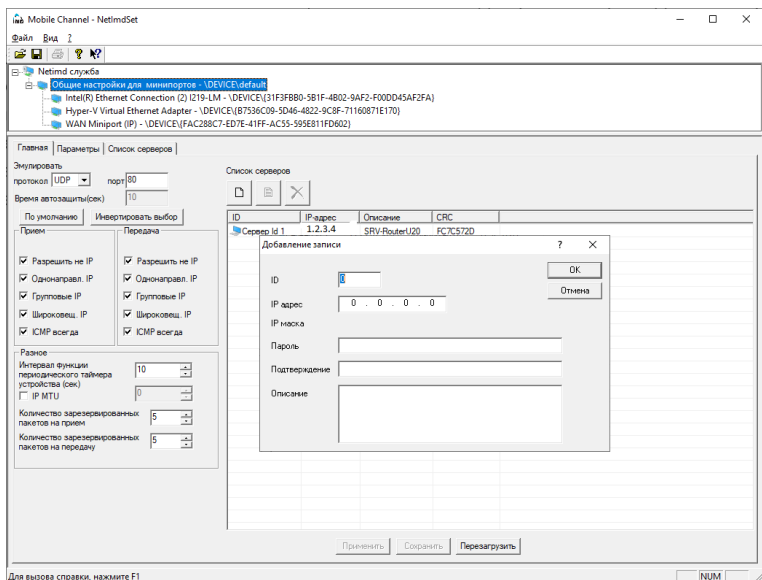 Mobile Channel - NetImdSet
Файл Вид ?
Netimd служба
Общие настройки для минипортов - \DEVICE\default
Intel(R) Ethernet Connection (2) I219-LM - \DEVICE\{31F3FBB0-5B1F-4B02-9AF2-F00DD45AF2FA}
Hyper-V Virtual Ethernet Adapter - \DEVICE\{B7536C09-5D46-4822-9C8F-71160871E170}
WAN Miniport (IP) - \DEVICE\{FAC288C7-ED7E-41FF-AC55-595E811FD602}
Главная Параметры Список серверов
Эмулировать
протокол UDP порт 80
Время автозащиты(сек) 10
По умолчанию Инвертировать выбор
Прием Передача
Разрешить не IP Разрешить не IP
Однонаправл. IP Однонаправл. IP
Групповые IP Групповые IP
Широковещ. IP Широковещ. IP
ICMP всегда ICMP всегда
Разное
Интервал функции
периодического таймера
устройства (сек) 10
IP MTU 0
Количество зарезервированных
пакетов на прием 5
Количество зарезервированных
пакетов на передачу 5
Список серверов
ID IP-адрес Описание CRC
Сервер Id 1 1.2.3.4 SRV-RouterU20 FC7C572D
Добавление записи ?
ID 0
IP адрес 0 . 0 . 0 . 0
IP маска
Пароль
Подтверждение
Описание
OK
Отмена
Применить Сохранить Перезагрузить
Для вызова справки, нажмите F1 NUM